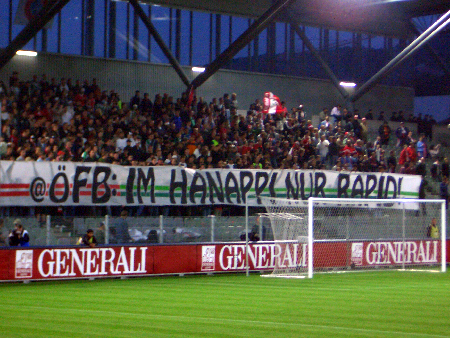 @ÖFB: IM HANAPPI NUR RAPID!
GENERALI
GENERALI
GENERALI